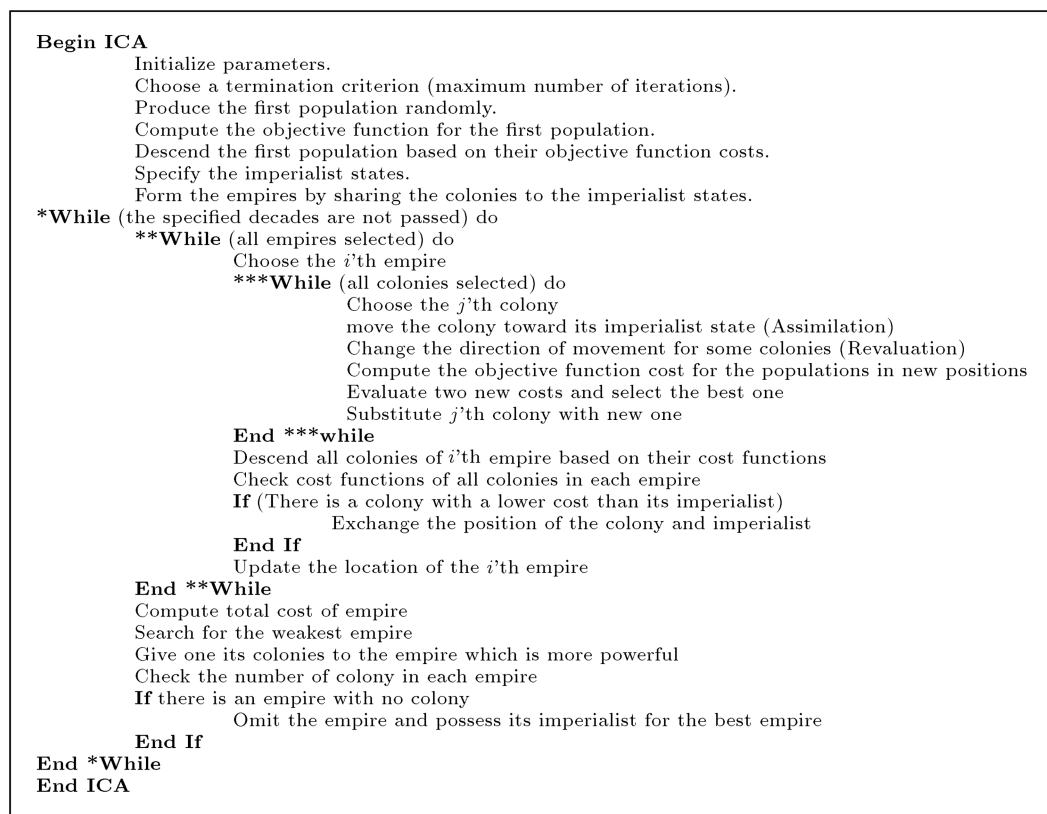 Begin ICA
Initialize parameters.
Choose a termination criterion (maximum number of iterations).
Produce the first population randomly.
Compute the objective function for the first population.
Descend the first population based on their objective function costs.
Specify the imperialist states.
Form the empires by sharing the colonies to the imperialist states.
*While (the specified decades are not passed) do
**While (all empires selected) do
Choose the i'th empire
***While (all colonies selected) do
Choose the j'th colony
move the colony toward its imperialist state (Assimilation)
Change the direction of movement for some colonies (Revaluation)
Compute the objective function cost for the populations in new positions
Evaluate two new costs and select the best one
Substitute j'th colony with new one
End ***while
Descend all colonies of i'th empire based on their cost functions
Check cost functions of all colonies in each empire
If (There is a colony with a lower cost than its imperialist)
Exchange the position of the colony and imperialist
End If
Update the location of the i'th empire
End **While
Compute total cost of empire
Search for the weakest empire
Give one its colonies to the empire which is more powerful
Check the number of colony in each empire
If there is an empire with no colony
Omit the empire and possess its imperialist for the best empire
End If
End *While
End ICA